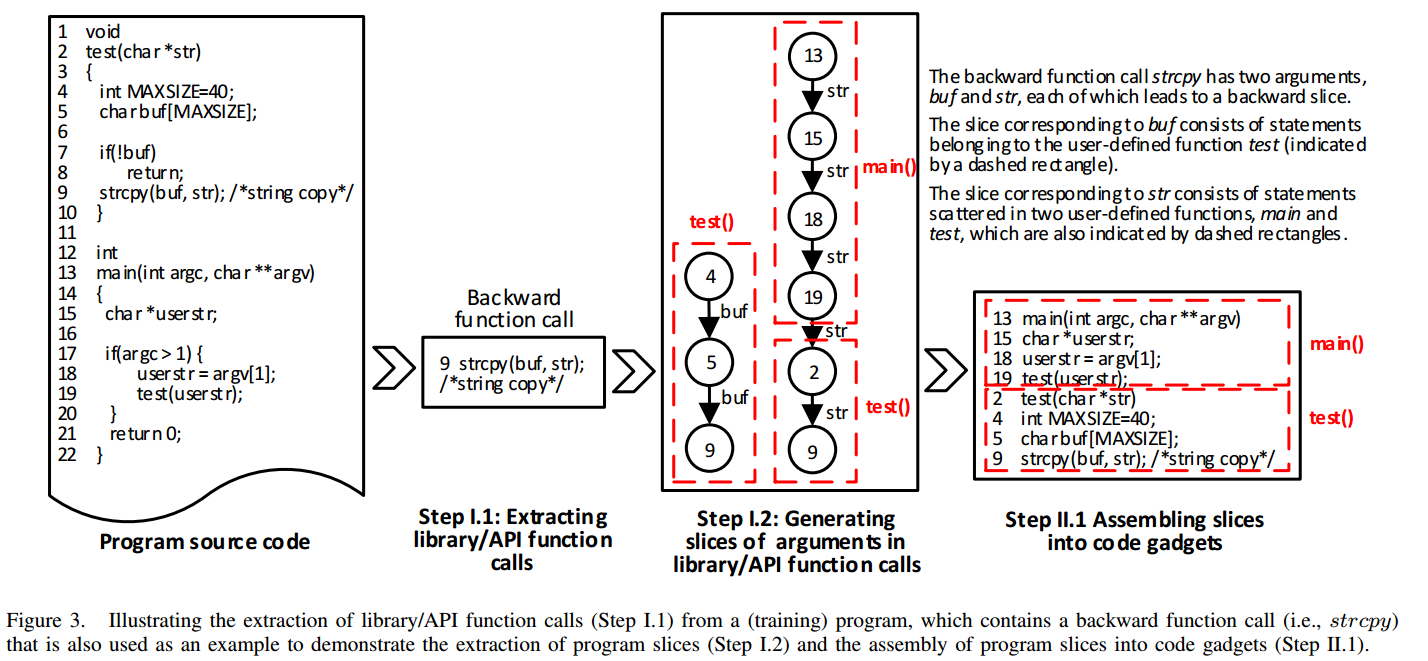 1 void
2 test(char *str)
3 {
4 int MAXSIZE=40;
5 charbuf[MAXSIZE];
6
7 if(!buf)
8 return;
9 strcpy(buf, str); /*string copy*/
10 }
11
12 int
13 main(int argc, char **argv)
14 {
15 char *userstr;
16
17 if(argc > 1) {
18 userstr = argv[1];
19 test(userstr);
20 }
21 return 0;
22 }
Program source code
Backward
function call
9 strcpy(buf, str);
/*string copy*/
Step I.1: Extracting
library/API function
calls
test()
4
buf
5
buf
9
13
str
15
str
18
str
19
str
2
str
9
main()
test()
Step I.2: Generating
slices of arguments in
library/API function calls
The backward function call strcpy has two arguments,
buf and str, each of which leads to a backward slice.
The slice corresponding to buf consists of statements
belonging to the user-defined function test (indicated
by a dashed rectangle).
The slice corresponding to str consists of statements
scattered in two user-defined functions, main and
test, which are also indicated by dashed rectangles.
13 main(int argc, char **argv)
15 char *userstr;
18 userstr = argv[1];
19 test(userstr);
2 test(char *str)
4 int MAXSIZE=40;
5 charbuf[MAXSIZE];
9 strcpy(buf, str); /*string copy*/
main()
test()
Step II.1 Assembling slices
into code gadgets
Figure 3. Illustrating the extraction of library/API function calls (Step I.1) from a (training) program, which contains a backward function call (i.e., strcpy)
that is also used as an example to demonstrate the extraction of program slices (Step I.2) and the assembly of program slices into code gadgets (Step II.1).